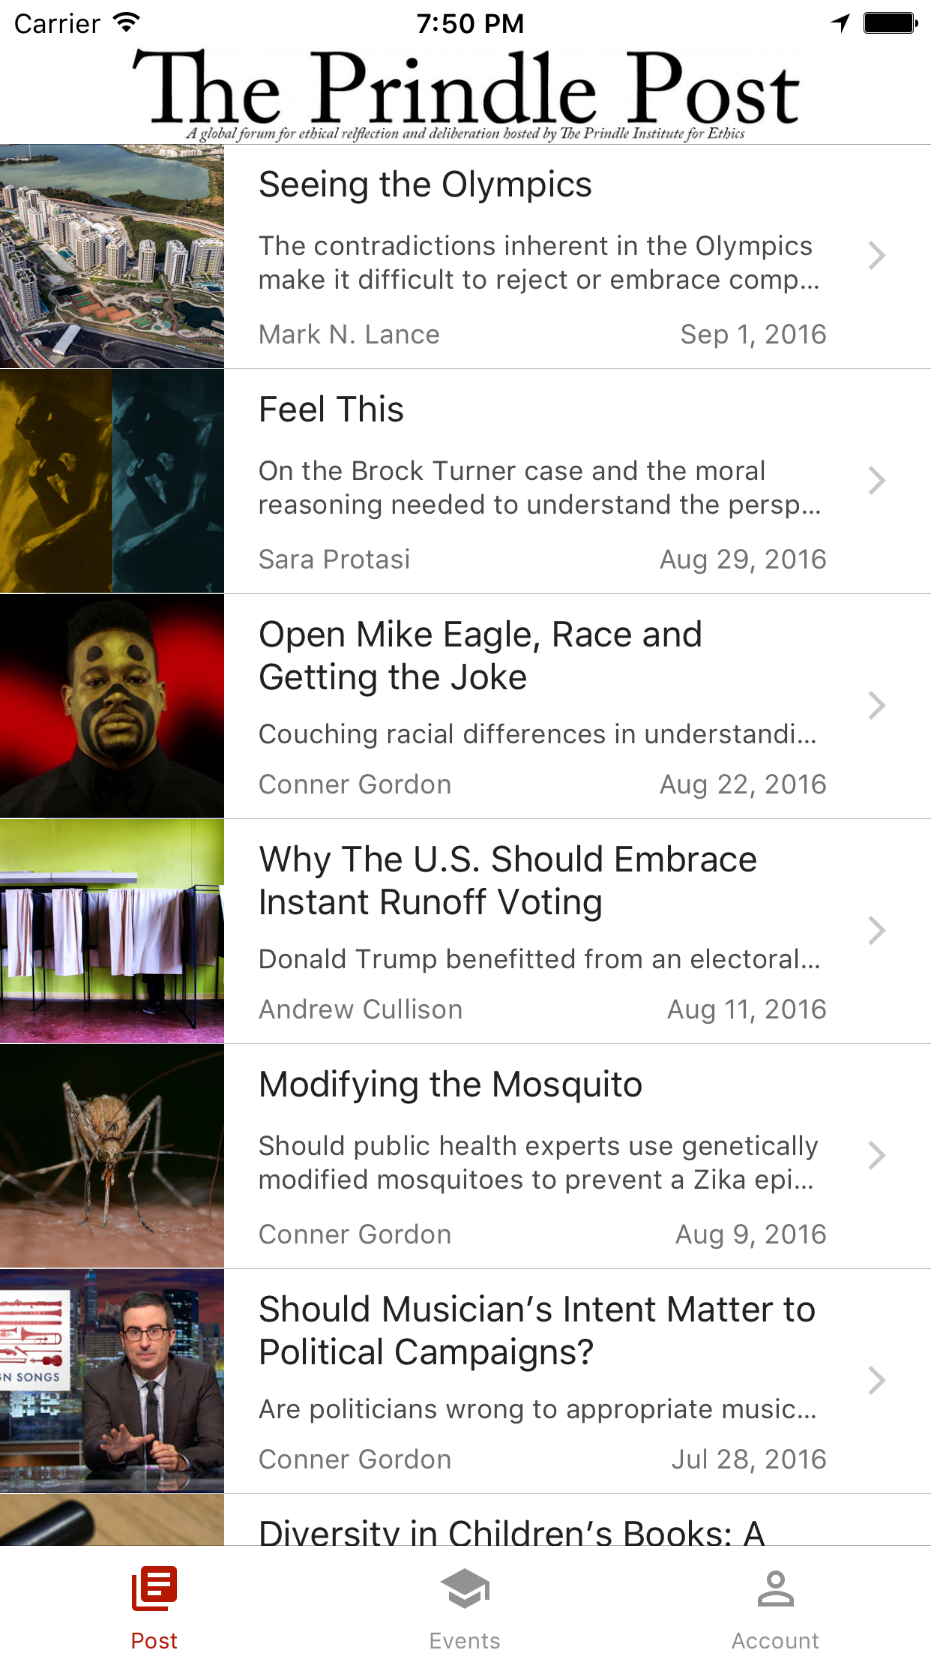 Carrier 7:50 PM
The Prindle Post
A global forum for ethical relflection and deliberation hosted by The Prindle Institute for Ethics
Seeing the Olympics
The contradictions inherent in the Olympics
make it difficult to reject or embrace comp...
Mark N. Lance Sep 1, 2016
Feel This
On the Brock Turner case and the moral
reasoning needed to understand the persp...
Sara Protasi Aug 29, 2016
Open Mike Eagle, Race and
Getting the Joke
Couching racial differences in understandi...
Conner Gordon Aug 22, 2016
Why The U.S. Should Embrace
Instant Runoff Voting
Donald Trump benefitted from an electoral...
Andrew Cullison Aug 11, 2016
Modifying the Mosquito
Should public health experts use genetically
modified mosquitoes to prevent a Zika epi...
Conner Gordon Aug 9, 2016
GN SONGS
Should Musician's Intent Matter to
Political Campaigns?
Are politicians wrong to appropriate music...
Conner Gordon Jul 28, 2016
Diversity in Children's Books: A
Post Events Account